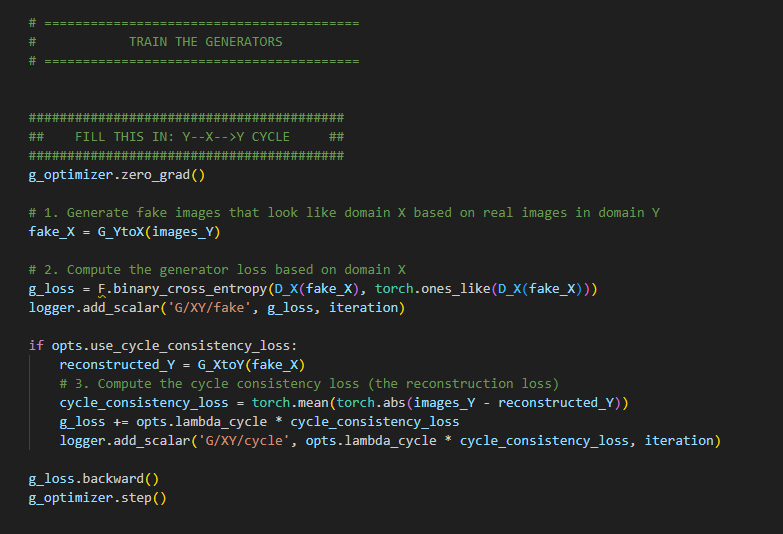 # =========================================
#            TRAIN THE GENERATORS
# =========================================
#########################################
##    FILL THIS IN: Y--X-->Y CYCLE     ##
#########################################
g_optimizer.zero_grad()
# 1. Generate fake images that look like domain X based on real images in domain Y
fake_X = G_YtoX(images_Y)
# 2. Compute the generator loss based on domain X
g_loss = F.binary_cross_entropy(D_X(fake_X), torch.ones_like(D_X(fake_X)))
logger.add_scalar('G/XY/fake', g_loss, iteration)
if opts.use_cycle_consistency_loss:
    reconstructed_Y = G_XtoY(fake_X)
    # 3. Compute the cycle consistency loss (the reconstruction loss)
    cycle_consistency_loss = torch.mean(torch.abs(images_Y - reconstructed_Y))
    g_loss += opts.lambda_cycle * cycle_consistency_loss
    logger.add_scalar('G/XY/cycle', opts.lambda_cycle * cycle_consistency_loss, iteration)
g_loss.backward()
g_optimizer.step()